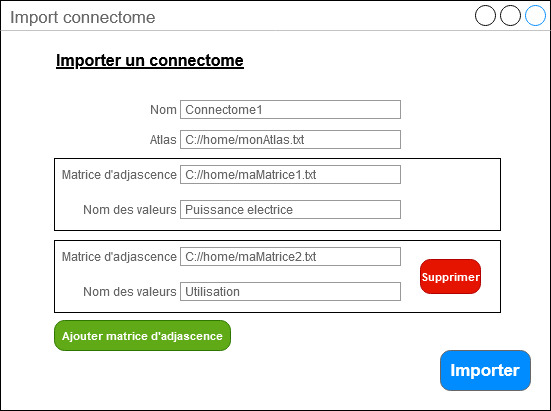 Import connectome
Importer un connectome
Nom Connectome1
Atlas C://home/monAtlas.txt
Matrice d'adjascence C://home/maMatrice1.txt
Nom des valeurs Puissance electrice
Matrice d'adjascence C://home/maMatrice2.txt
Supprimer
Nom des valeurs Utilisation
Ajouter matrice d'adjascence
Importer